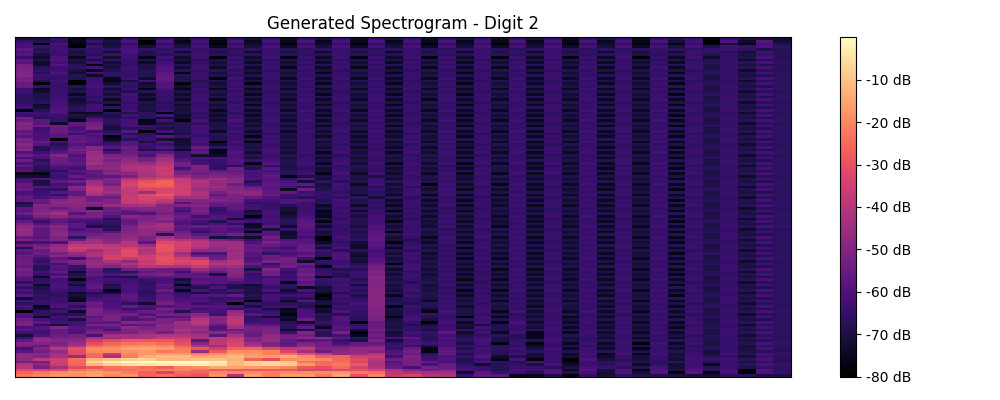 Generated Spectrogram - Digit 2
-10 dB
-20 dB
-30 dB
-40 dB
-50 dB
-60 dB
-70 dB
-80 dB